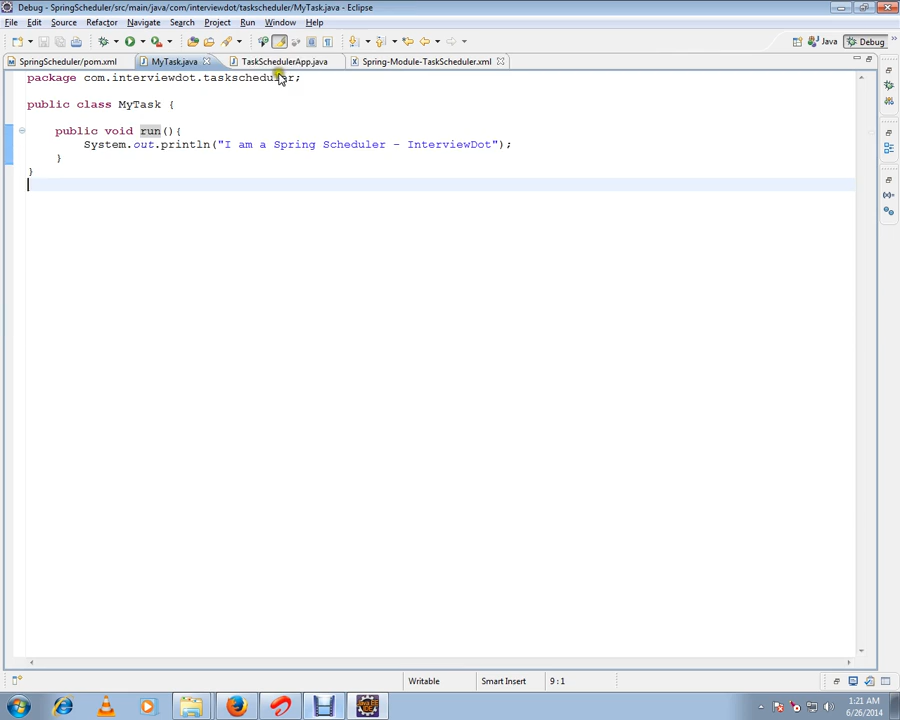 Debug - SpringScheduler/src/main/java/com/interviewdot/taskscheduler/MyTask.java - Eclipse
File Edit Source Refactor Navigate Search Project Run Window Help
Java Debug
SpringScheduler/pom.xml MyTask.java TaskSchedulerApp.java Spring-Module-TaskScheduler.xml
package com.interviewdot.taskscheduler;
public class MyTask {
public void run(){
System.out.println("I am a Spring Scheduler - InterviewDot");
}
}
Writable Smart Insert 9 : 1
1:21 AM
6/26/2014